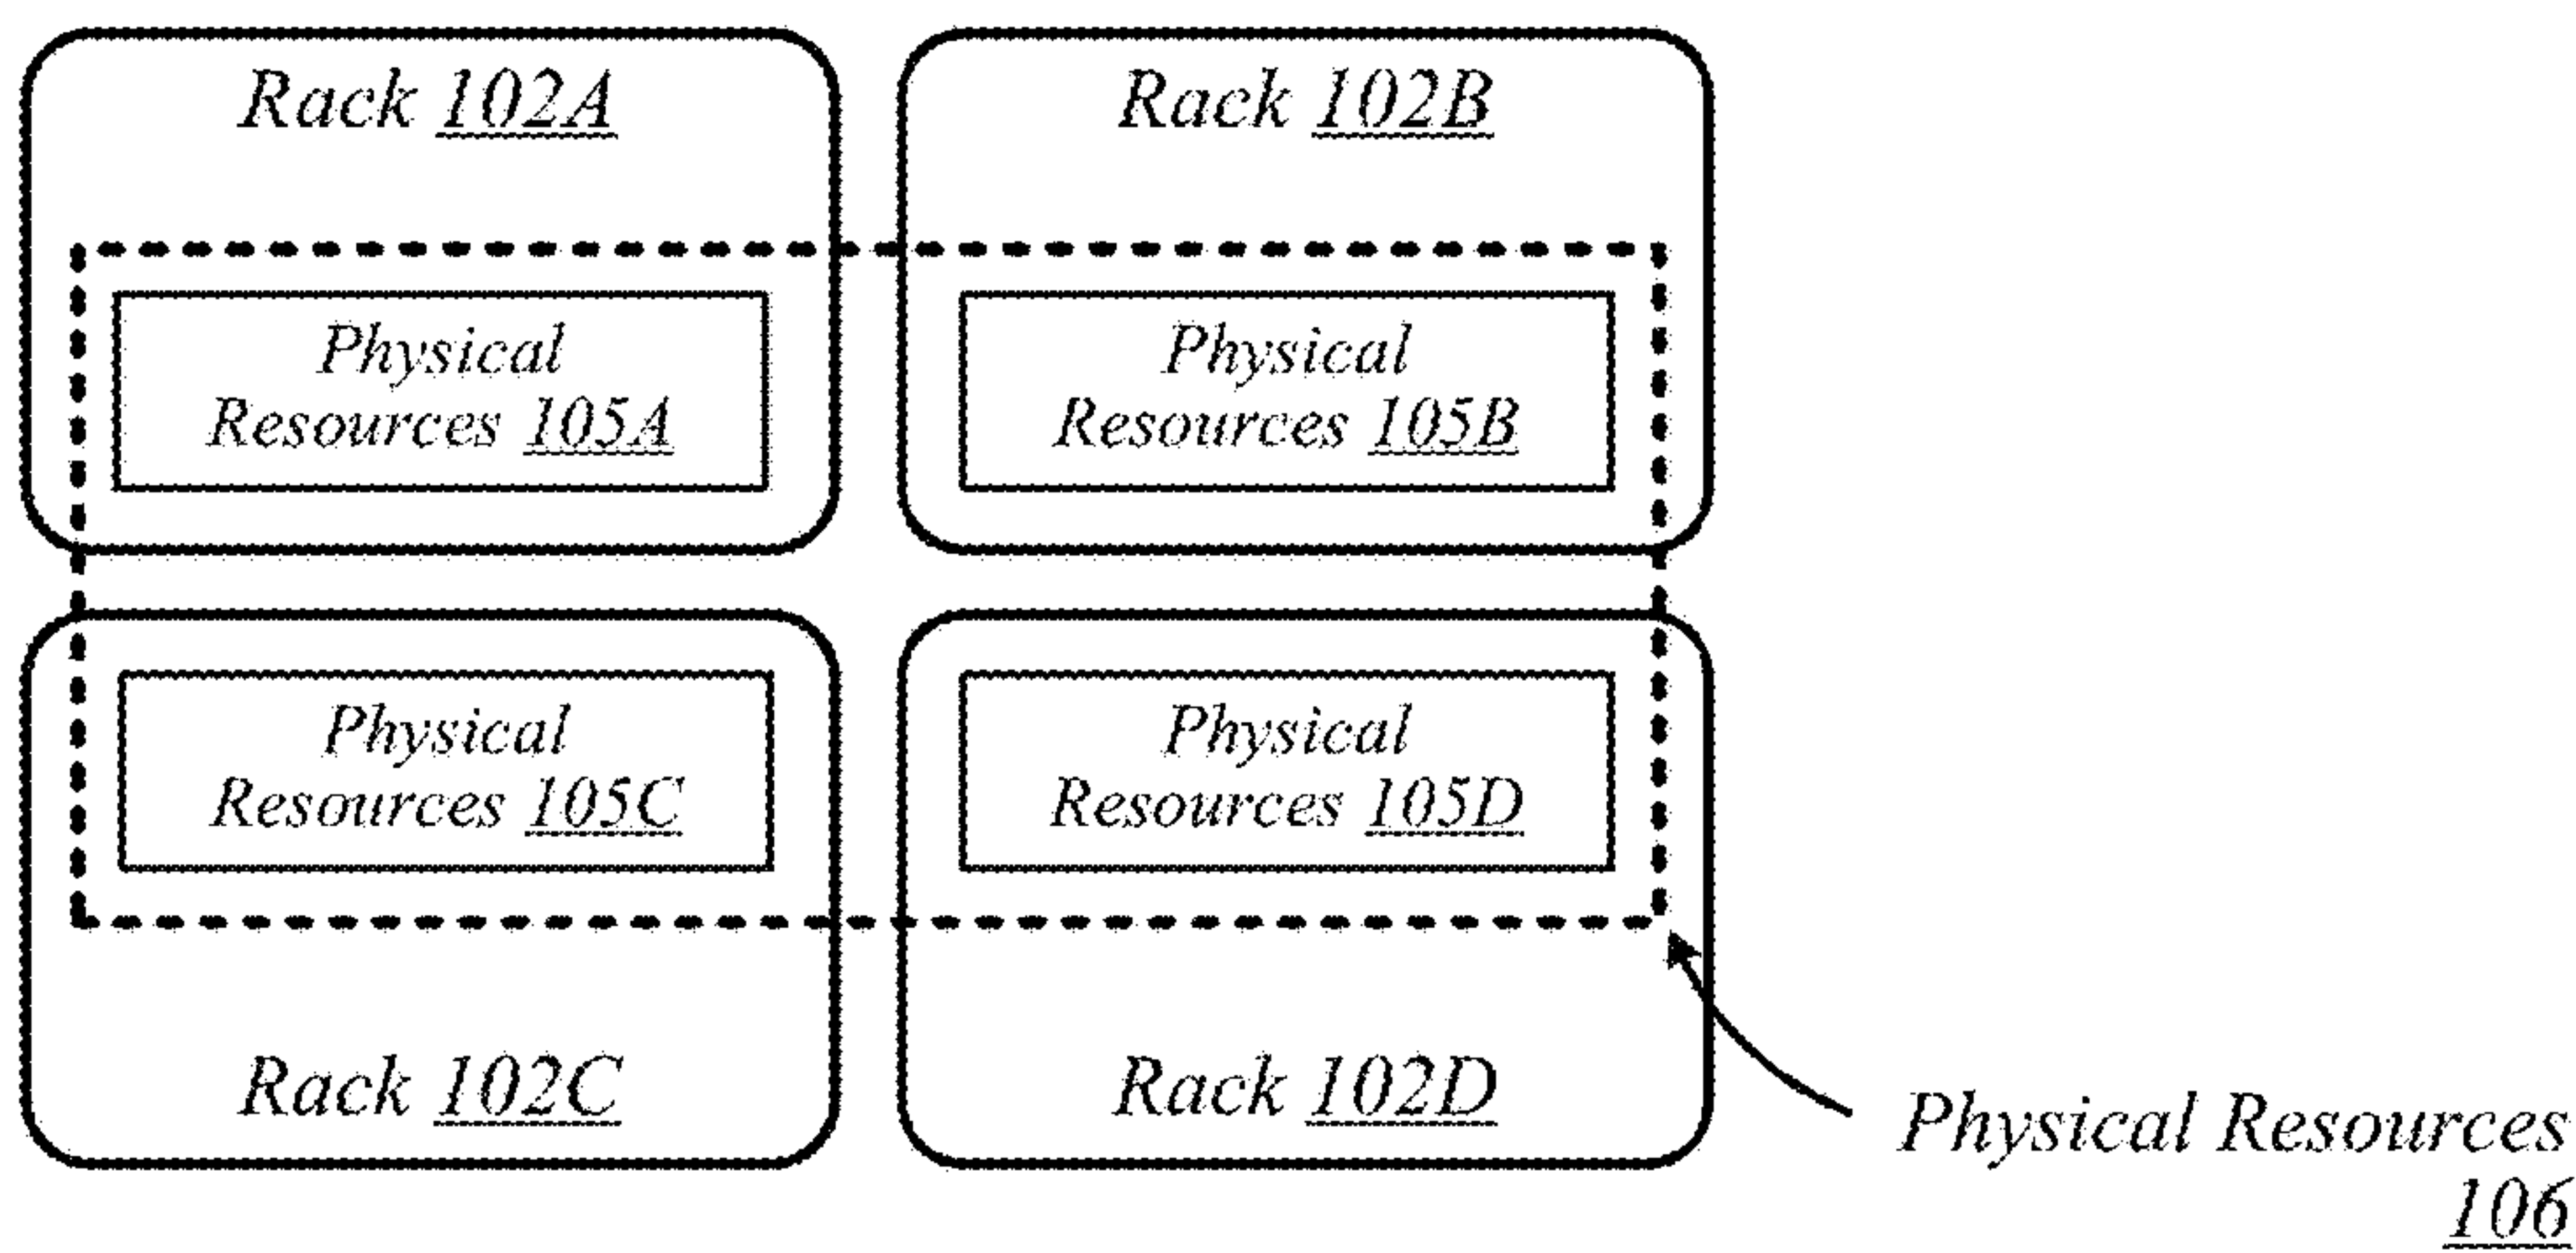 Rack 102A
Rack 102B
Physical
Resources 105A
Physical
Resources 105B
Physical
Resources 105C
Physical
Resources 105D
Rack 102C
Rack 102D
Physical Resources
106